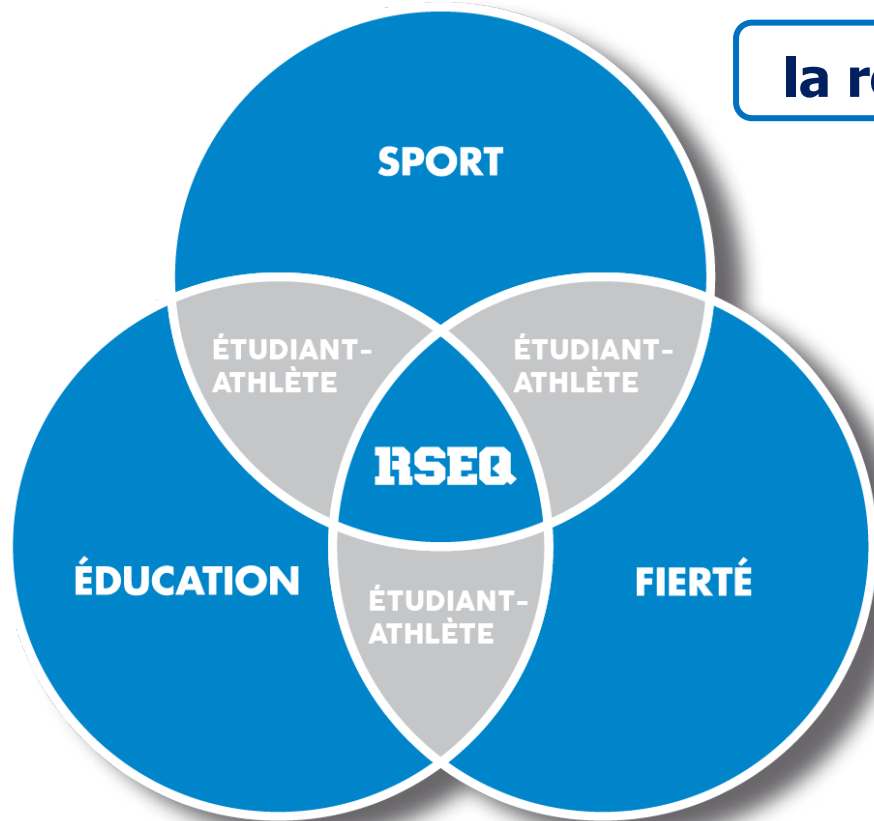 la
SPORT
ÉTUDIANT-
ATHLÈTE
ÉTUDIANT-
ATHLÈTE
RSEQ
ÉDUCATION
FIERTÉ
ÉTUDIANT-
ATHLÈTE